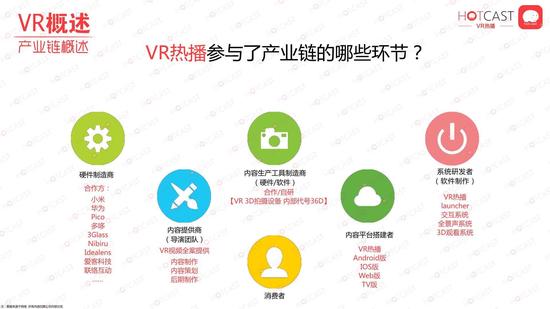 VR概述
产业链概述
HOTCAST
VR热播
VR热播参与了产业链的哪些环节？
硬件制造商
合作方：
小米
华为
Pico
多哚
3Glass
Nibiru
Idealens
爱客科技
联络互动
......
内容提供商
（导演团队）
VR视频全案提供
内容制作
内容策划
后期制作
内容生产工具制造商
（硬件/软件）
合作/自研
【VR 3D拍摄设备 内部代号36D】
消费者
内容平台搭建者
VR热播
Android版
IOS版
Web版
TV版
系统研发者
（软件制作）
VR热播
launcher
交互系统
全景声系统
3D观看系统